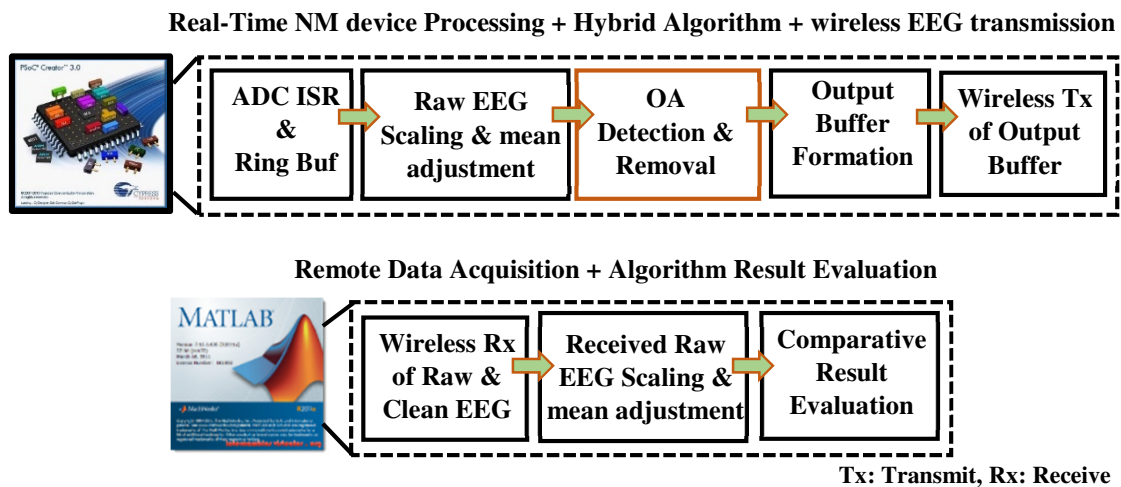 Real-Time NM device Processing + Hybrid Algorithm + wireless EEG transmission
PSoC® Creator™ 3.0
CYPRESS
ADC ISR
&
Ring Buf
Raw EEG
Scaling & mean
adjustment
OA
Detection &
Removal
Output
Buffer
Formation
Wireless Tx
of Output
Buffer
Remote Data Acquisition + Algorithm Result Evaluation
MATLAB®
MathWorks®
Wireless Rx
of Raw &
Clean EEG
Received Raw
EEG Scaling &
mean adjustment
Comparative
Result
Evaluation
Tx: Transmit, Rx: Receive